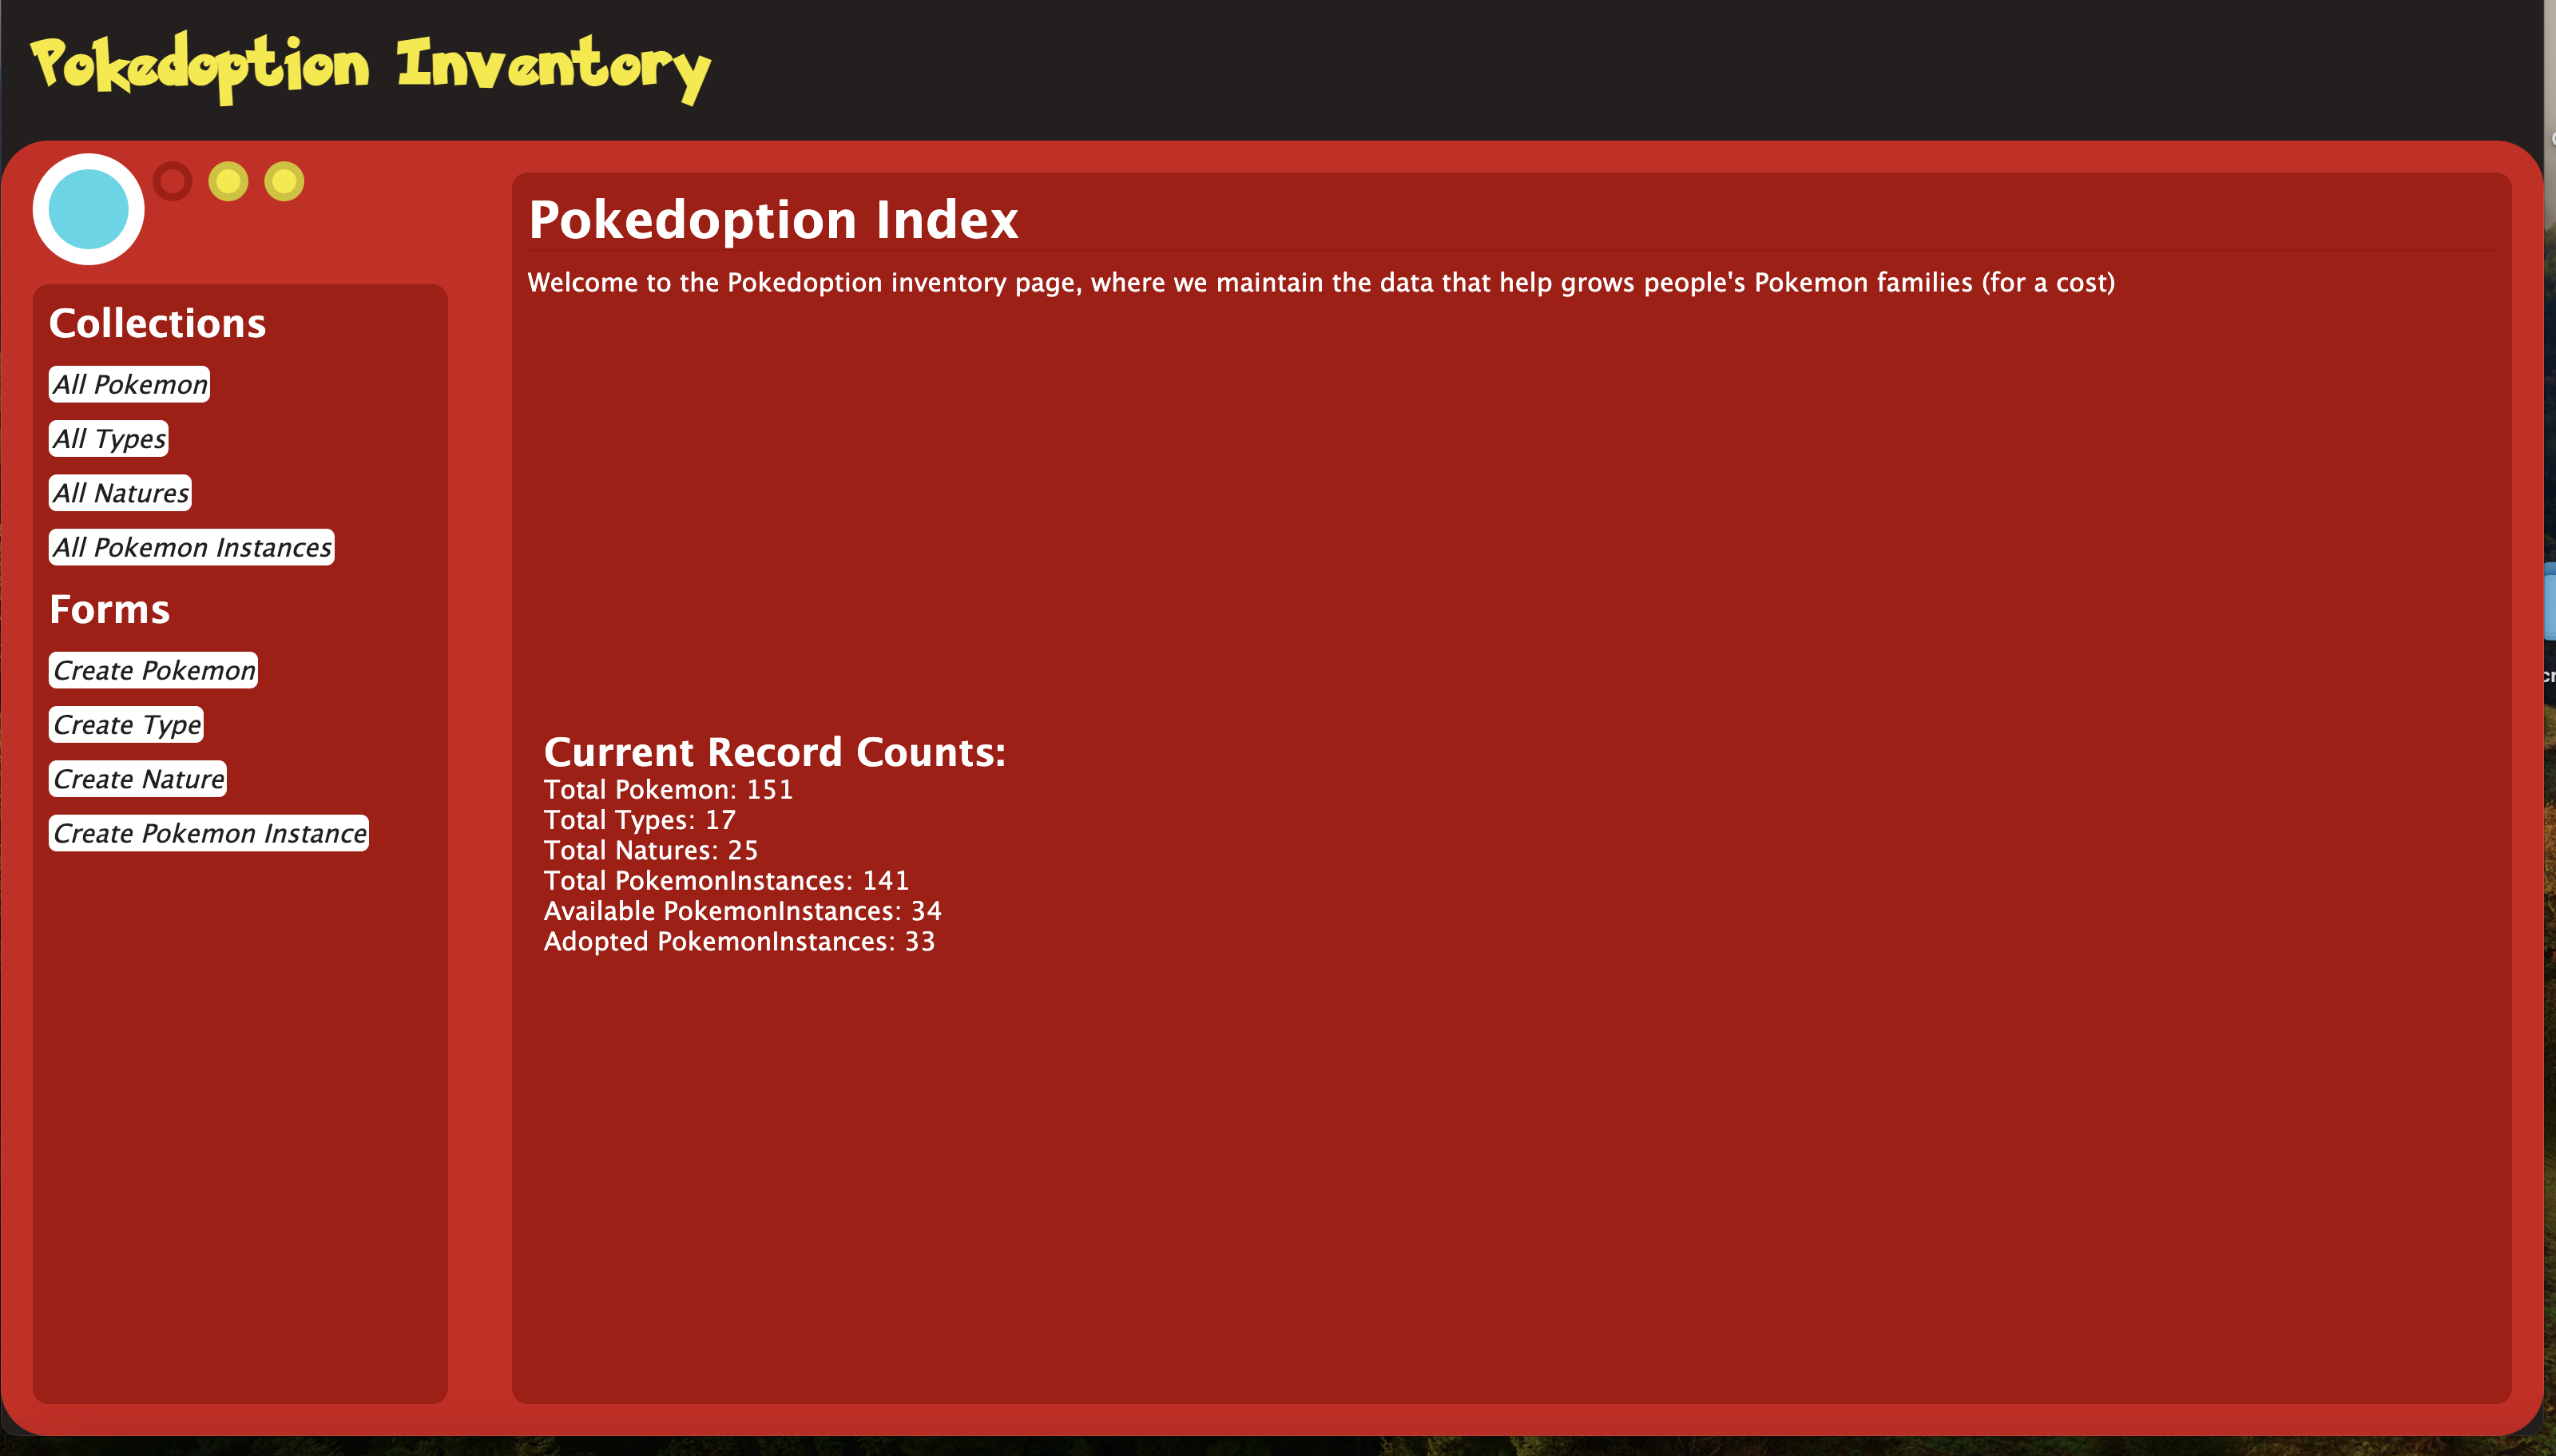 Pokedoption Inventory
Collections
All Pokemon
All Types
All Natures
All Pokemon Instances
Forms
Create Pokemon
Create Type
Create Nature
Create Pokemon Instance
Pokedoption Index
Welcome to the Pokedoption inventory page, where we maintain the data that help grows people's Pokemon families (for a cost)
Current Record Counts:
Total Pokemon: 151
Total Types: 17
Total Natures: 25
Total PokemonInstances: 141
Available PokemonInstances: 34
Adopted PokemonInstances: 33